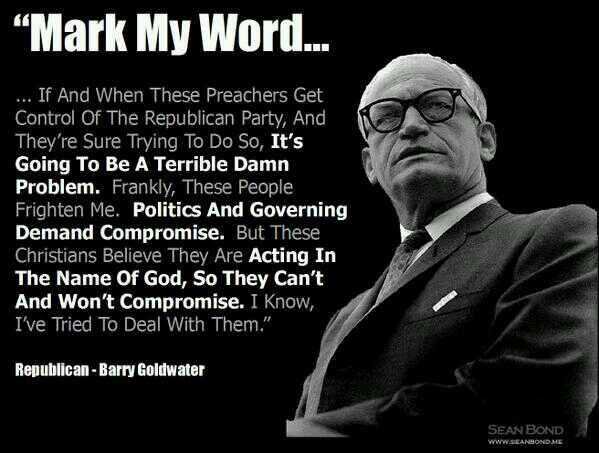 “Mark My Word...
... If And When These Preachers Get
Control Of The Republican Party, And
They’re Sure Trying To Do So, It’s
Going To Be A Terrible Damn
Problem. Frankly, These People
Frighten Me. Politics And Governing
Demand Compromise. But These
Christians Believe They Are Acting In
The Name Of God, So They Can’t
And Won’t Compromise. I Know,
I’ve Tried To Deal With Them.”
Republican - Barry Goldwater
SEAN BOND
WWW.SEANBOND.ME